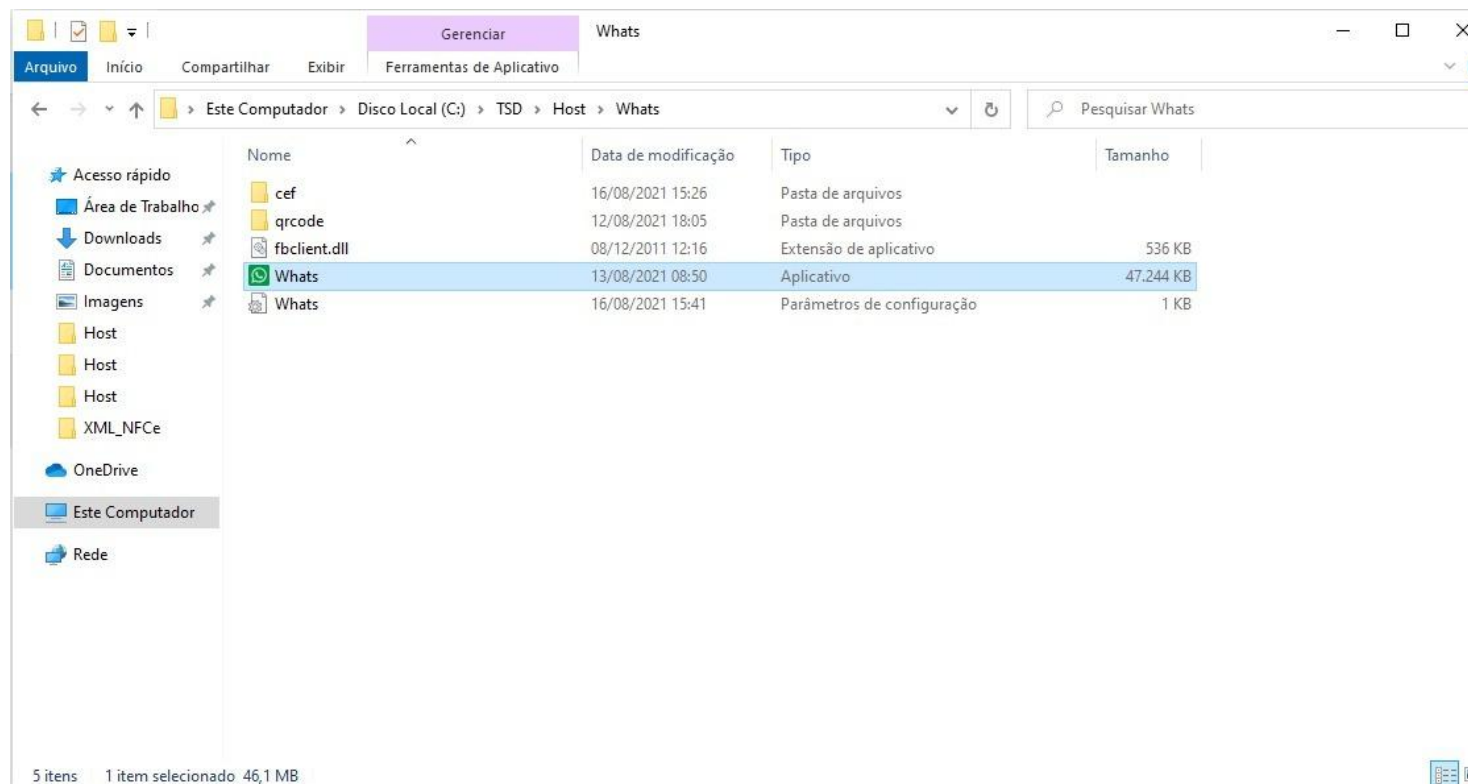 Gerenciar Whats
Arquivo Início Compartilhar Exibir Ferramentas de Aplicativo
Este Computador > Disco Local (C:) > TSD > Host > Whats Pesquisar Whats
Nome Data de modificação Tipo Tamanho
Acesso rápido
Área de Trabalho
Downloads
Documentos
Imagens
Host
Host
Host
XML_NFCe
OneDrive
Este Computador
Rede
cef 16/08/2021 15:26 Pasta de arquivos
qrcode 12/08/2021 18:05 Pasta de arquivos
fbclient.dll 08/12/2011 12:16 Extensão de aplicativo 536 KB
Whats 13/08/2021 08:50 Aplicativo 47.244 KB
Whats 16/08/2021 15:41 Parâmetros de configuração 1 KB
5 itens 1 item selecionado 46,1 MB